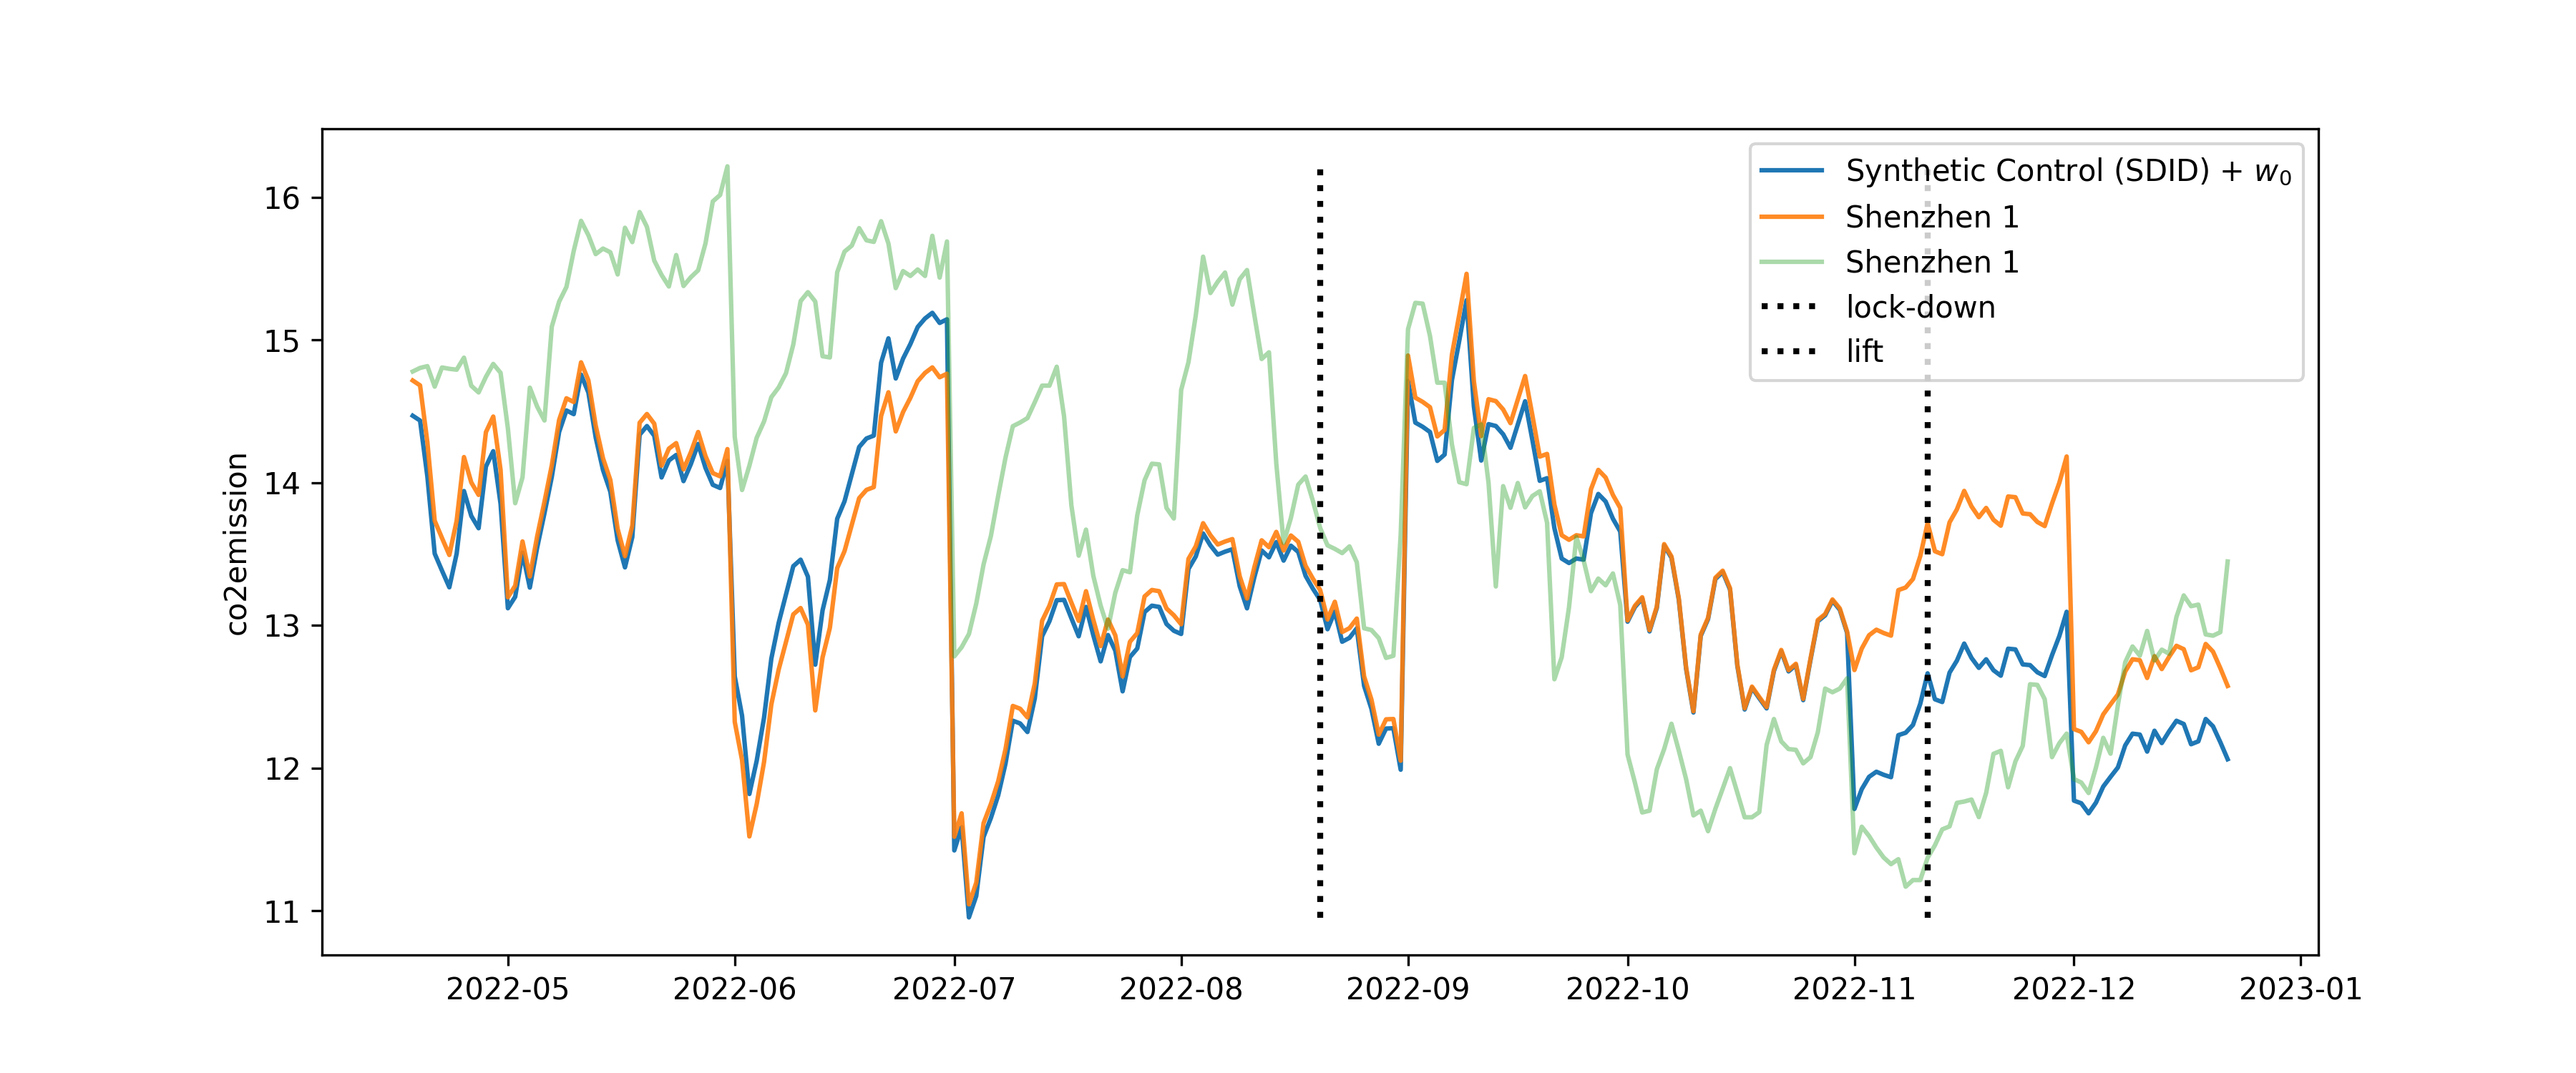 Synthetic Control (SDID) + w₀
Shenzhen 1
Shenzhen 1
lock-down
lift
co2emission
16
15
14
13
12
11
2022-05 2022-06 2022-07 2022-08 2022-09 2022-10 2022-11 2022-12 2023-01